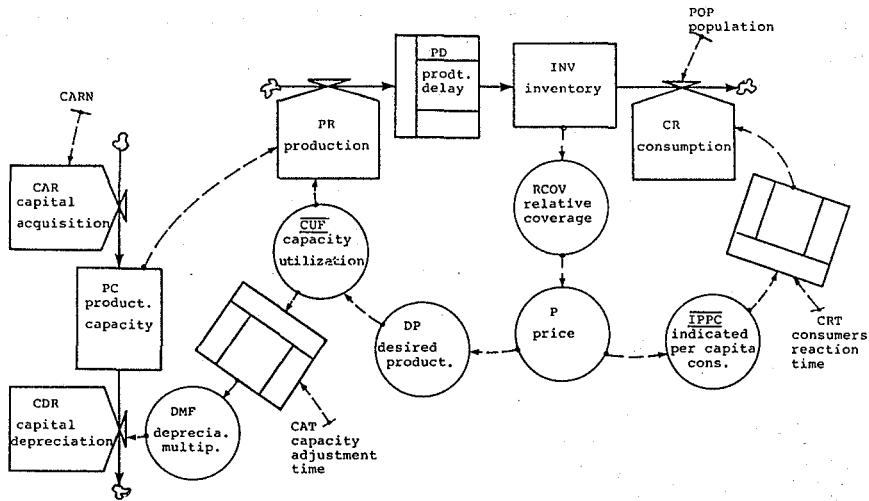 POP
population
CARN
PD
prodt.
delay
INV
inventory
PR
production
CR
consumption
CAR
capital
acquisition
RCOV
relative
coverage
CUF
capacity
utilization
PC
product.
capacity
DP
desired
product.
P
price
IPPC
indicated
per capita
cons.
CRT
consumers
reaction
time
CDR
capital
depreciation
DMF
deprecia.
multip.
CAT
capacity
adjustment
time